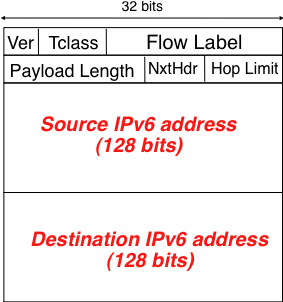 32 bits
Ver Tclass Flow Label
Payload Length NxtHdr Hop Limit
Source IPv6 address
(128 bits)
Destination IPv6 address
(128 bits)